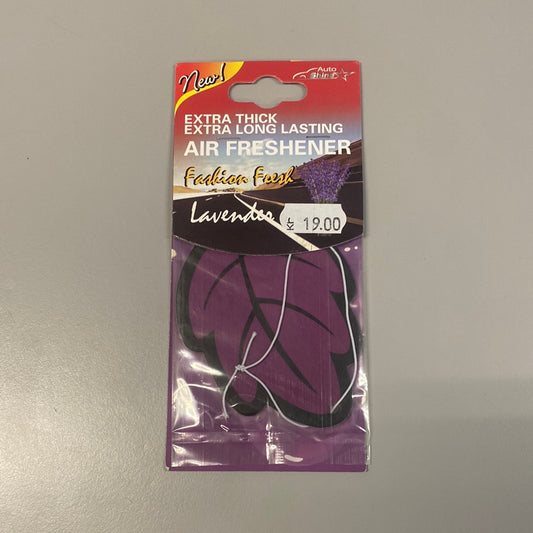 New!
Auto
Shine
EXTRA THICK
EXTRA LONG LASTING
AIR FRESHENER
Fashion Fresh
Lavender
19.00